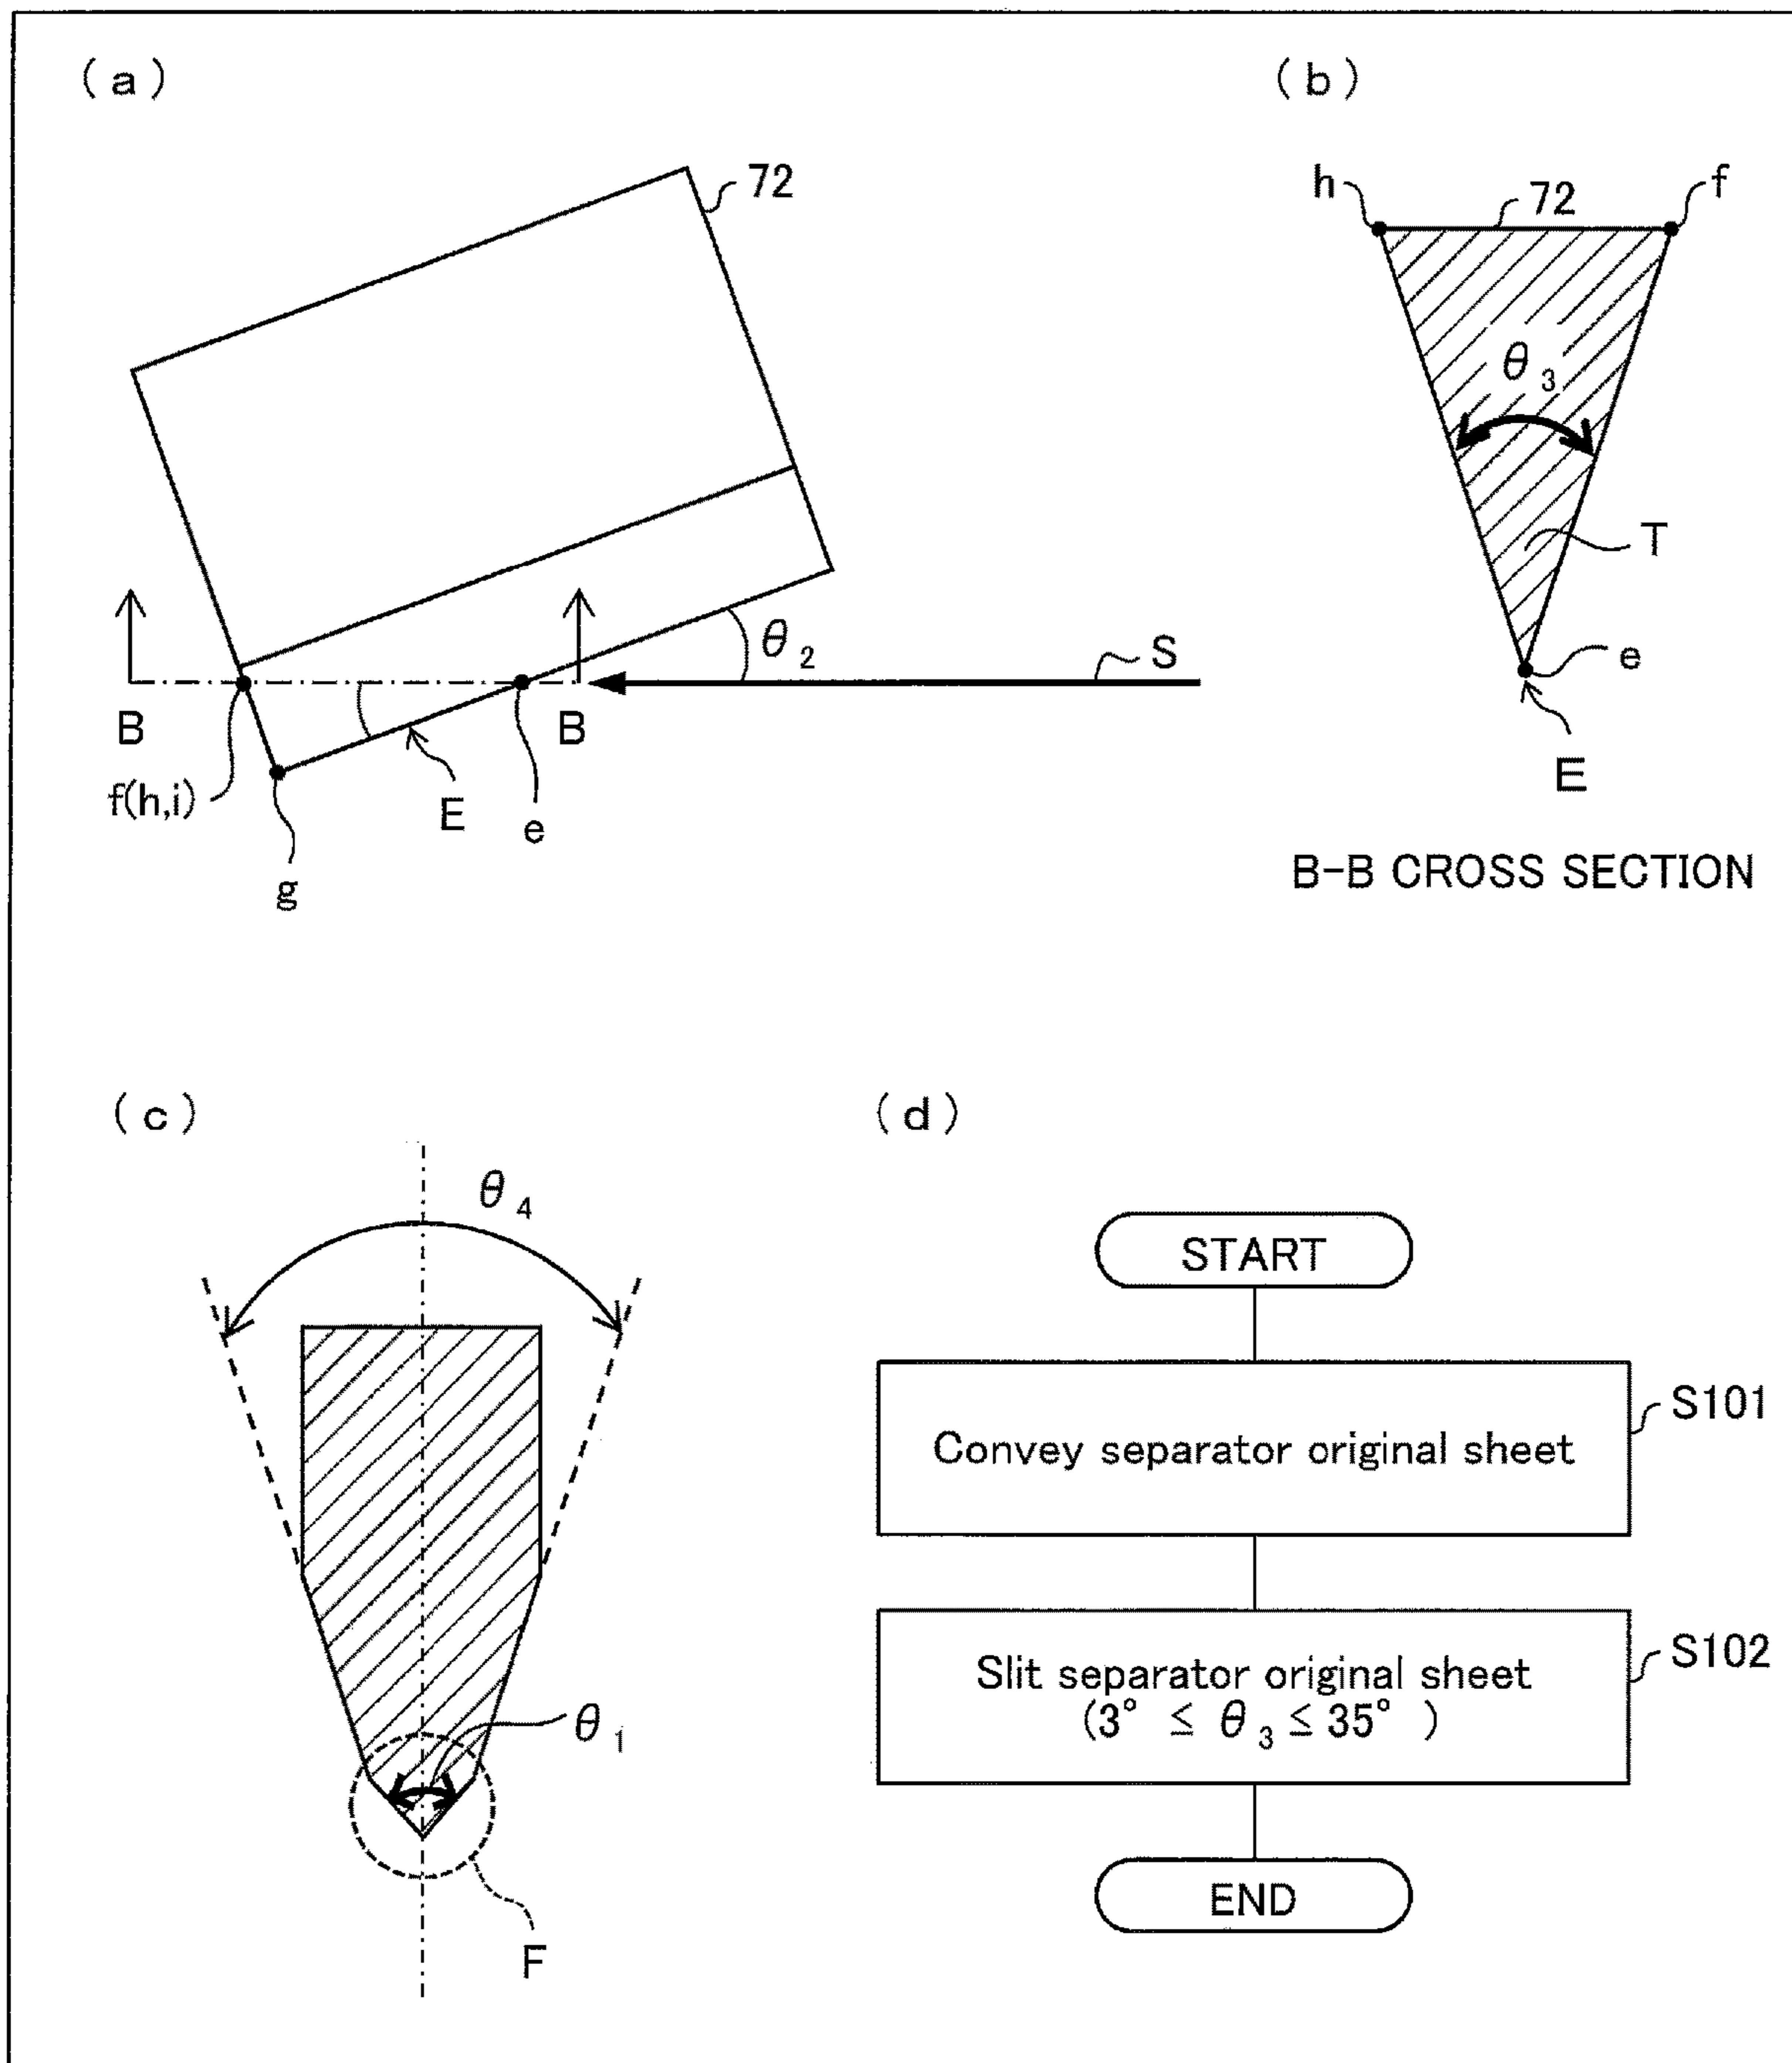 (a)
72
θ2
S
B
B
f(h,i)
E
e
g
(b)
h
72
f
θ3
T
e
E
B-B CROSS SECTION
(c)
θ4
θ1
F
(d)
START
Convey separator original sheet
S101
Slit separator original sheet
(3° ≤ θ3 ≤ 35°)
S102
END